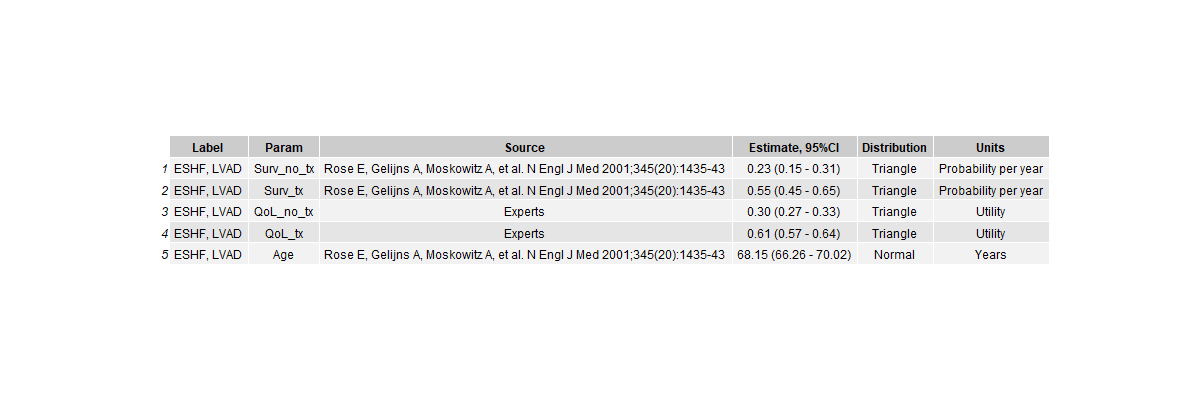 Label Param Source Estimate, 95%CI Distribution Units
1 ESHF, LVAD Surv_no_tx Rose E, Gelijns A, Moskowitz A, et al. N Engl J Med 2001;345(20):1435-43 0.23 (0.15 - 0.31) Triangle Probability per year
2 ESHF, LVAD Surv_tx Rose E, Gelijns A, Moskowitz A, et al. N Engl J Med 2001;345(20):1435-43 0.55 (0.45 - 0.65) Triangle Probability per year
3 ESHF, LVAD QoL_no_tx Experts 0.30 (0.27 - 0.33) Triangle Utility
4 ESHF, LVAD QoL_tx Experts 0.61 (0.57 - 0.64) Triangle Utility
5 ESHF, LVAD Age Rose E, Gelijns A, Moskowitz A, et al. N Engl J Med 2001;345(20):1435-43 68.15 (66.26 - 70.02) Normal Years